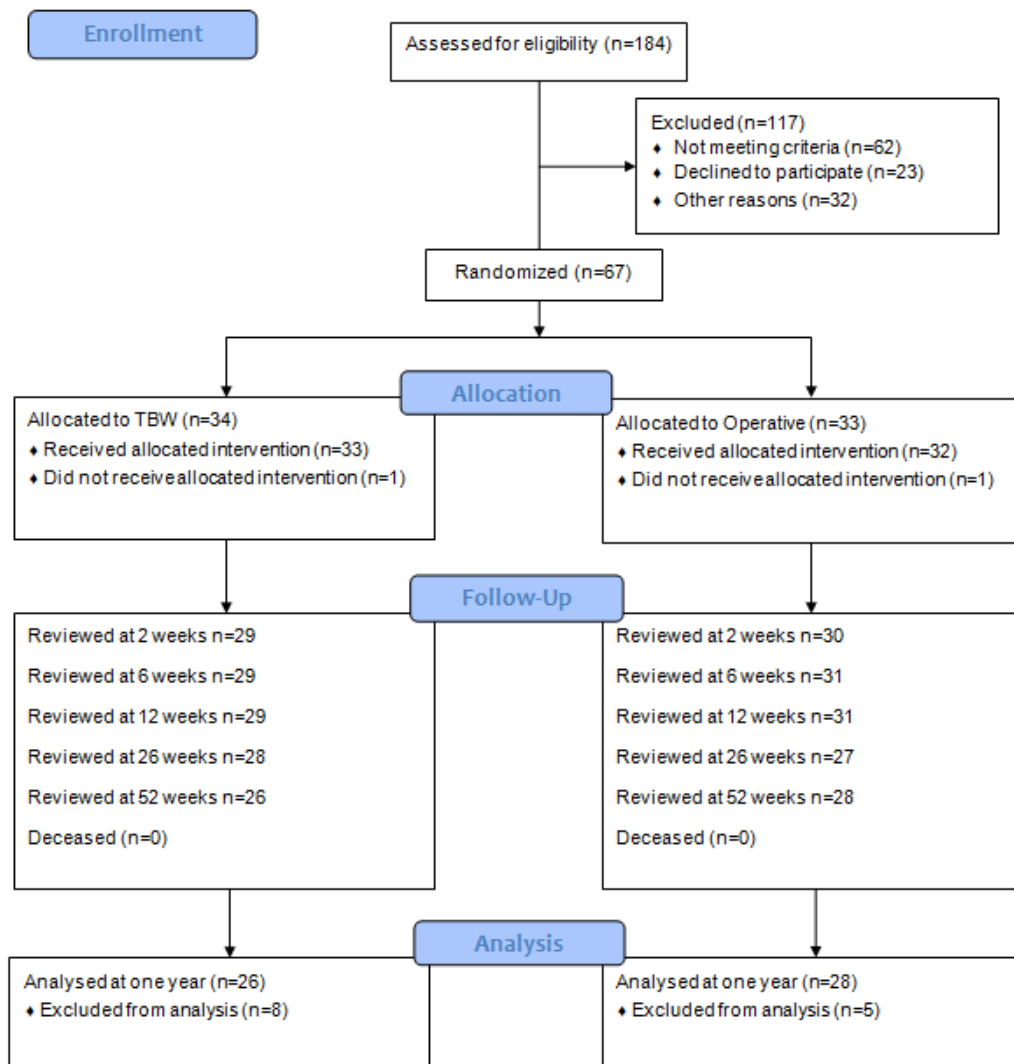 Enrollment
Assessed for eligibility (n=184)
Excluded (n=117)
♦ Not meeting criteria (n=62)
♦ Declined to participate (n=23)
♦ Other reasons (n=32)
Randomized (n=67)
Allocation
Allocated to TBW (n=34)
♦ Received allocated intervention (n=33)
♦ Did not receive allocated intervention (n=1)
Allocated to Operative (n=33)
♦ Received allocated intervention (n=32)
♦ Did not receive allocated intervention (n=1)
Follow-Up
Reviewed at 2 weeks n=29
Reviewed at 6 weeks n=29
Reviewed at 12 weeks n=29
Reviewed at 26 weeks n=28
Reviewed at 52 weeks n=26
Deceased (n=0)
Reviewed at 2 weeks n=30
Reviewed at 6 weeks n=31
Reviewed at 12 weeks n=31
Reviewed at 26 weeks n=27
Reviewed at 52 weeks n=28
Deceased (n=0)
Analysis
Analysed at one year (n=26)
♦ Excluded from analysis (n=8)
Analysed at one year (n=28)
♦ Excluded from analysis (n=5)